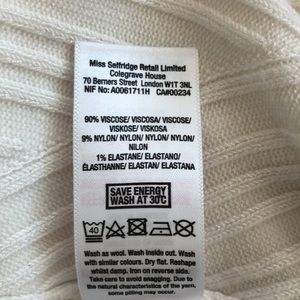 Miss Selfridge Retail Limited
Colegrave House
70 Berners Street London W1T 3NL
NIF No: A0061711H CA#00234
90% VISCOSE/ VISCOSA/ VISCOSE/
VISKOSE/ VISKOSA
9% NYLON/ NYLON/ NYLON/ NYLON/
NILON
1% ELASTANE/ ELASTANO/
ÉLASTHANNE/ ELASTAN/ ELASTANA
SAVE ENERGY
WASH AT 30°C
40
Wash as wool. Wash inside out. Wash
with similar colours. Dry flat. Reshape
whilst damp. Iron on reverse side.
Take care to avoid snagging. Due to
the natural characteristics of the yarn,
some pilling may occur.